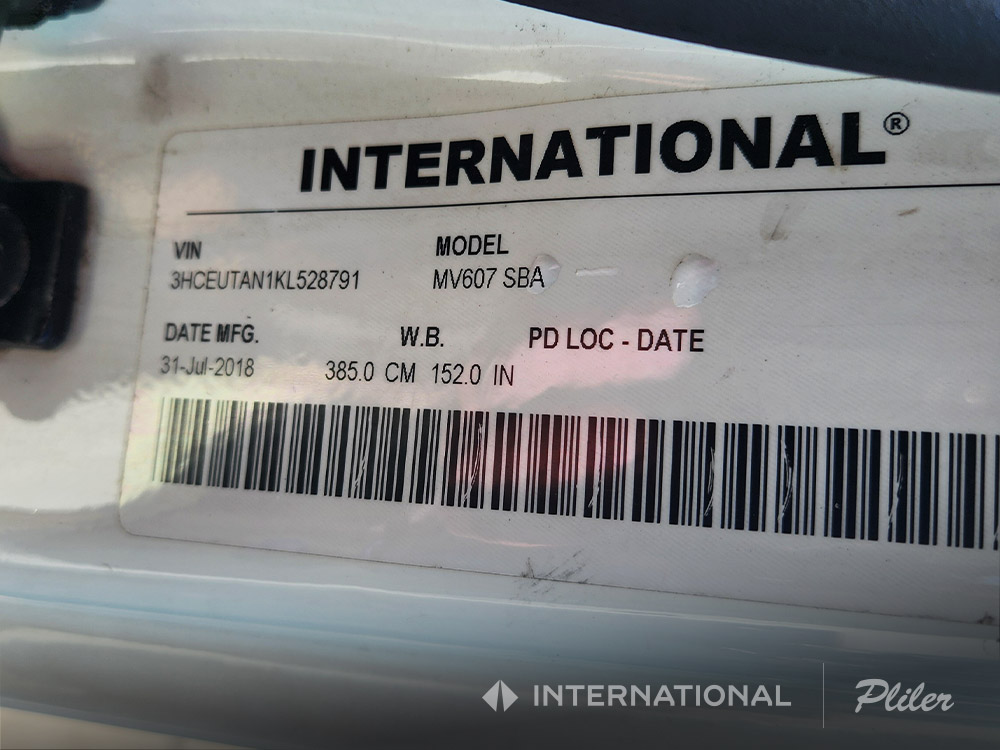 INTERNATIONAL®
VIN MODEL
3HCEUTAN1KL528791 MV607 SBA
DATE MFG. W.B. PD LOC - DATE
31-Jul-2018 385.0 CM 152.0 IN
INTERNATIONAL Pliler